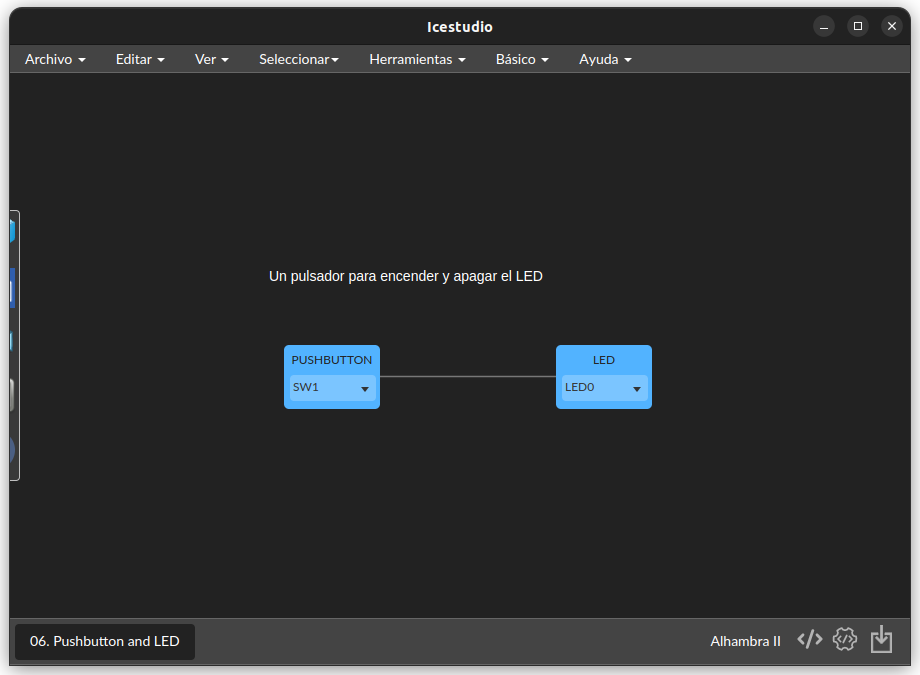 Icestudio
Archivo Editar Ver Seleccionar Herramientas Básico Ayuda
Un pulsador para encender y apagar el LED
PUSHBUTTON LED
SW1 LED0
06. Pushbutton and LED Alhambra II